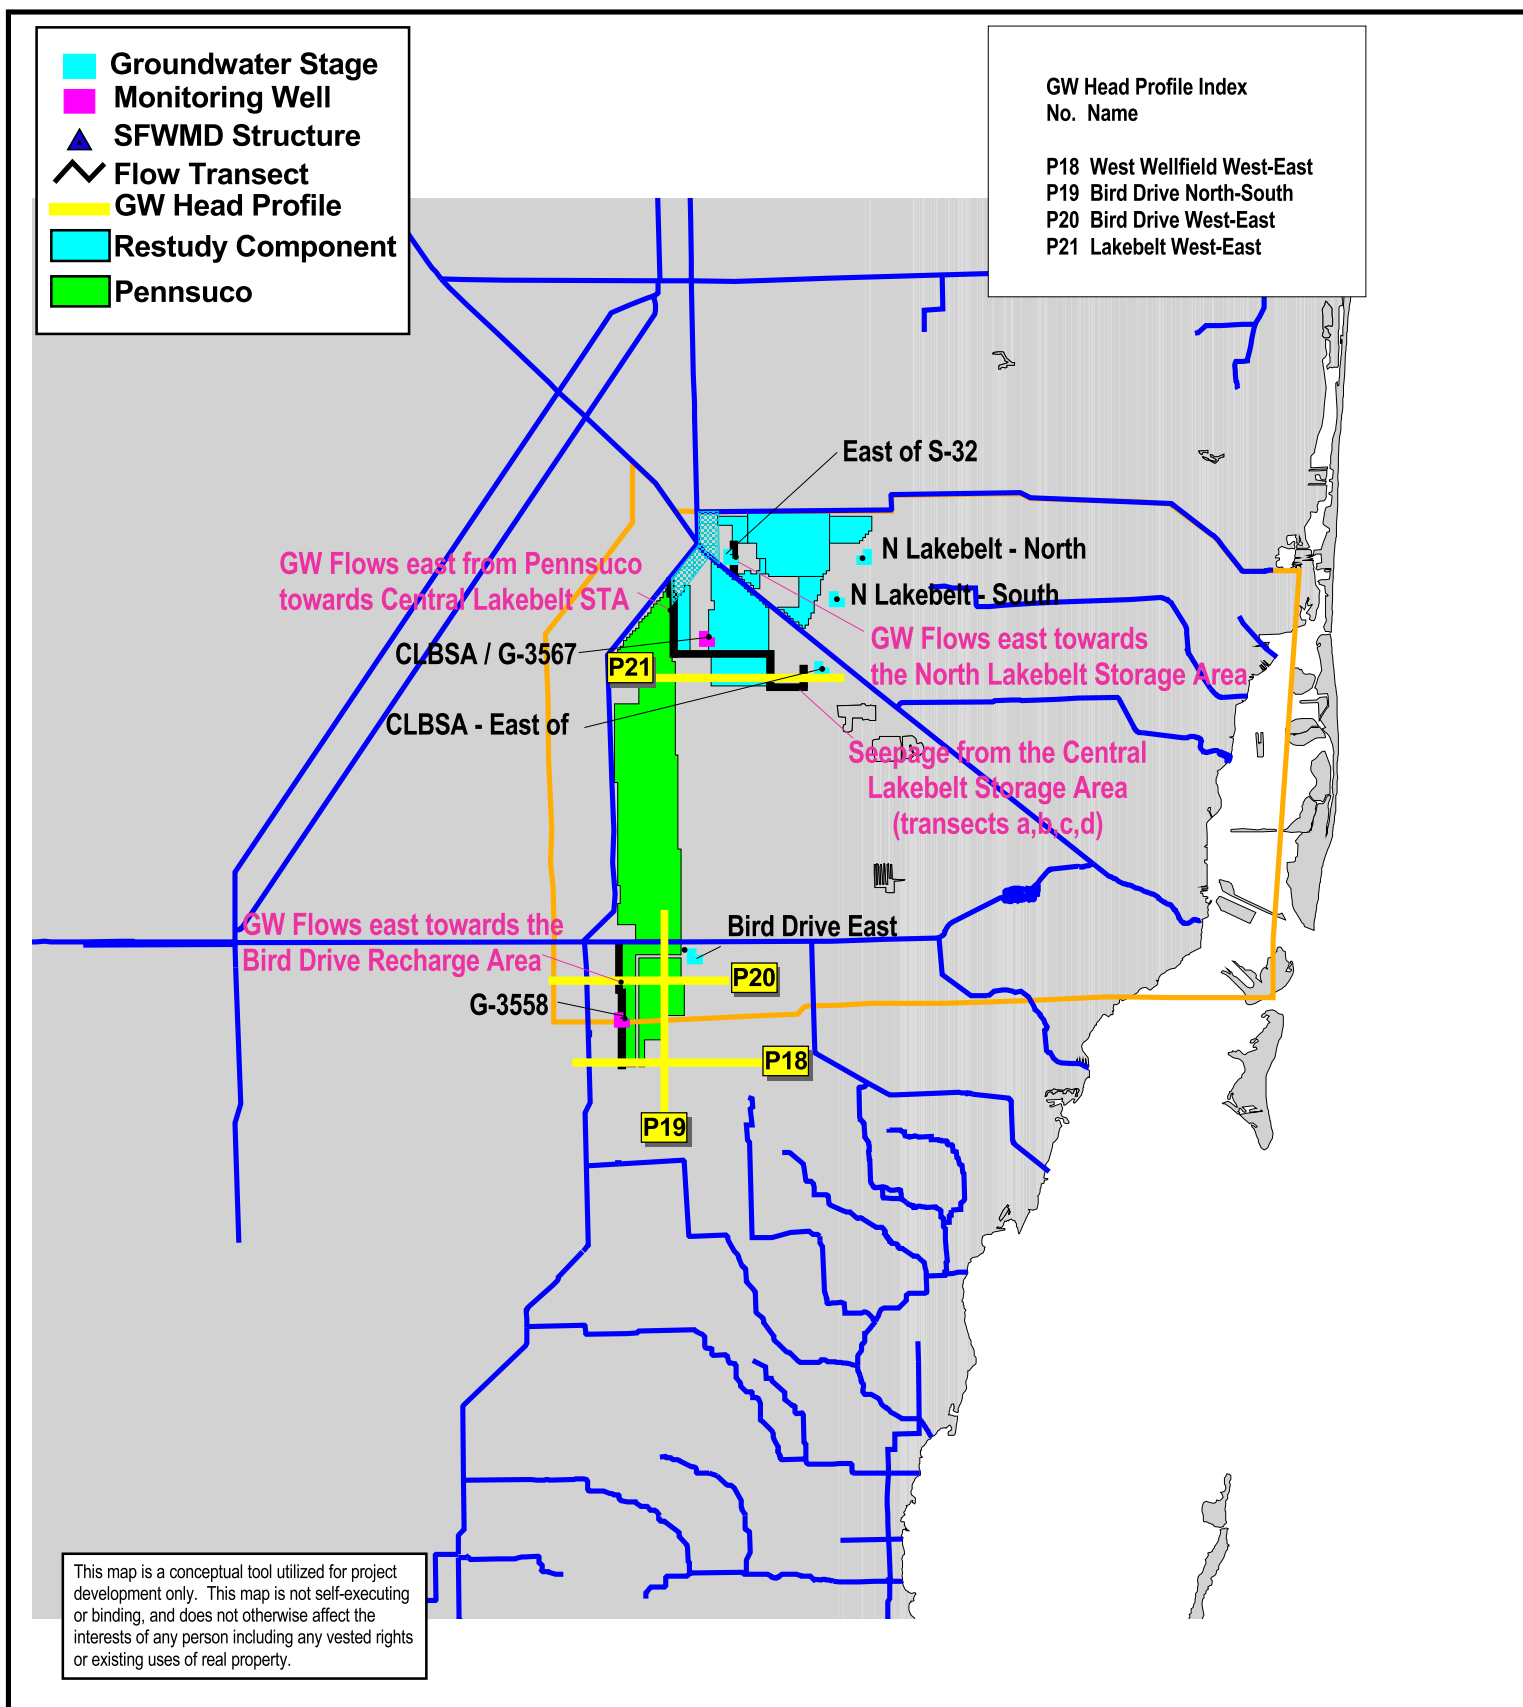 Groundwater Stage
Monitoring Well
SFWMD Structure
Flow Transect
GW Head Profile
Restudy Component
Pennsuco
GW Head Profile Index
No. Name
P18 West Wellfield West-East
P19 Bird Drive North-South
P20 Bird Drive West-East
P21 Lakebelt West-East
East of S-32
N Lakebelt - North
GW Flows east from Pennsuco
towards Central Lakebelt STA
N Lakebelt - South
CLBSA / G-3567
GW Flows east towards
the North Lakebelt Storage Area
P21
CLBSA - East of
Seepage from the Central
Lakebelt Storage Area
(transects a,b,c,d)
GW Flows east towards the
Bird Drive Recharge Area
Bird Drive East
P20
G-3558
P18
P19
This map is a conceptual tool utilized for project
development only. This map is not self-executing
or binding, and does not otherwise affect the
interests of any person including any vested rights
or existing uses of real property.